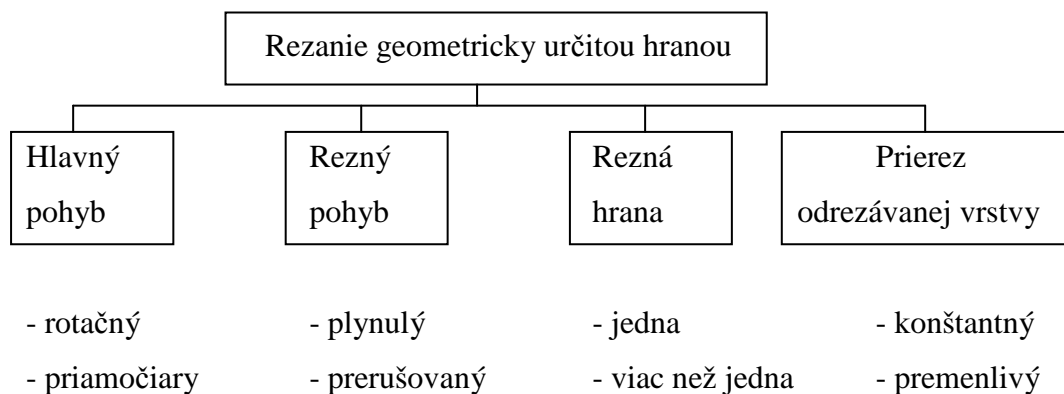 Rezanie geometricky určitou hranou
Hlavný
pohyb
Rezný
pohyb
Rezná
hrana
Prierez
odrezávanej vrstvy
- rotačný
- priamočiary
- plynulý
- prerušovaný
- jedna
- viac než jedna
- konštantný
- premenlivý